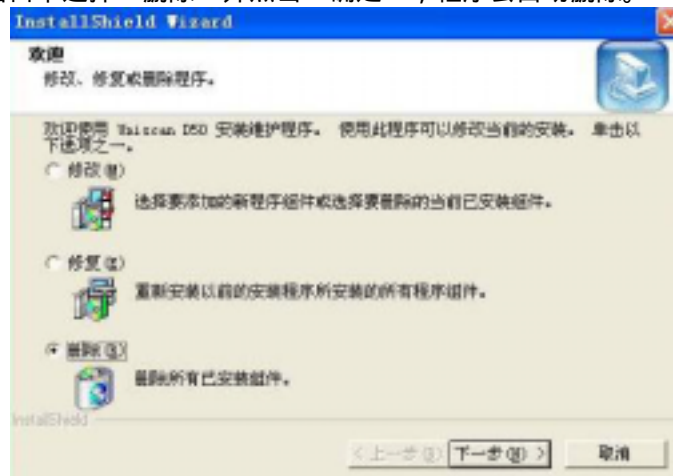 InstallShield Wizard
欢迎
修改、修复或删除程序。
欢迎使用 Uniscan D50 安装维护程序。 使用此程序可以修改当前的安装。 单击以
下选项之一。
修改(M)
选择要添加的新程序组件或选择要删除的当前已安装组件。
修复(E)
重新安装以前的安装程序所安装的所有程序组件。
删除(R)
删除所有已安装组件。
InstallShield
<上一步(B) 下一步(N) > 取消